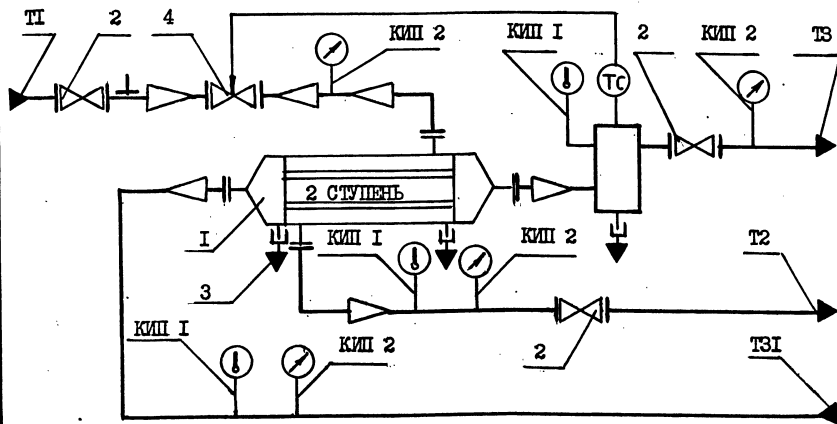 TI 2 4 КИП 2 КИП I 2 КИП 2 Т3
ТС
2 СТУПЕНЬ
I КИП I КИП 2 Т2
3
КИП I КИП 2 2 Т3I